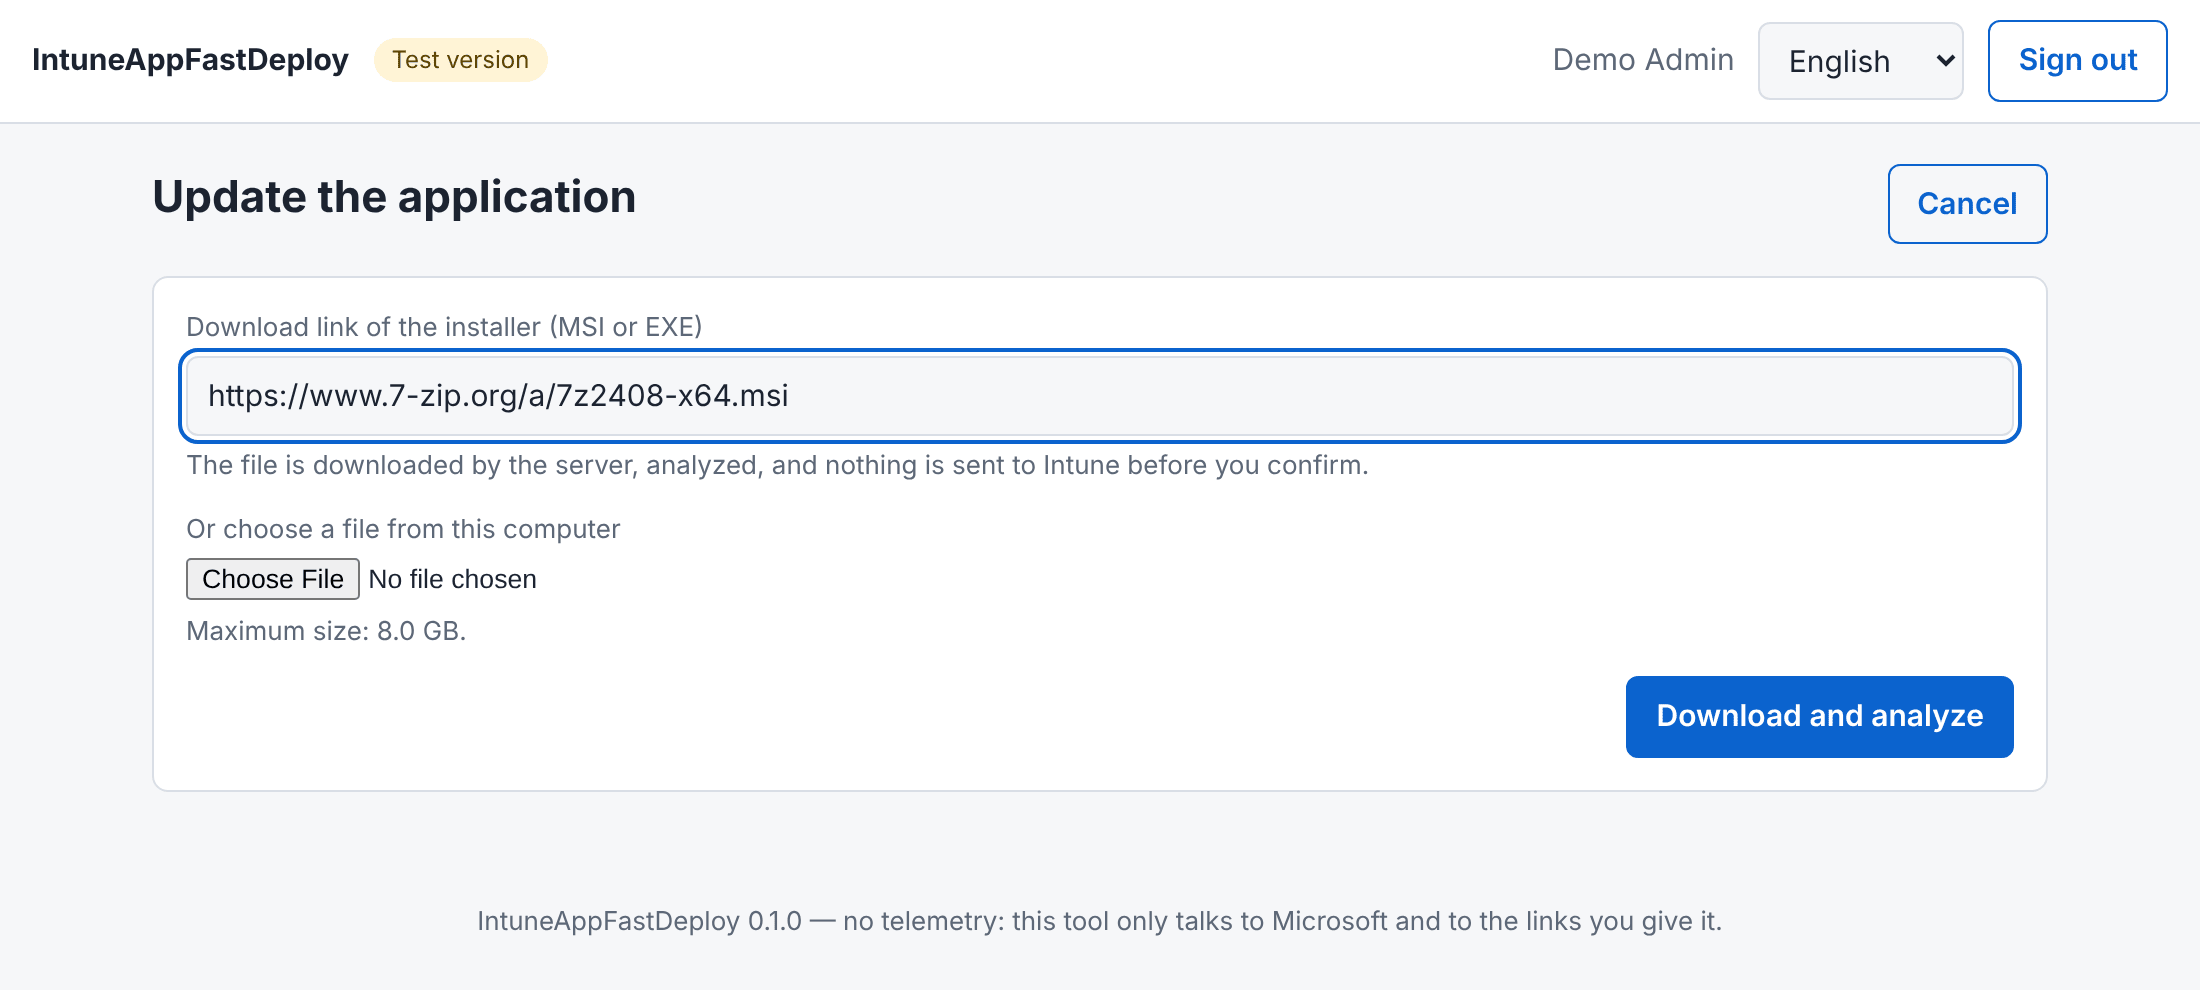 IntuneAppFastDeploy Test version Demo Admin English Sign out
Update the application Cancel
Download link of the installer (MSI or EXE)
https://www.7-zip.org/a/7z2408-x64.msi
The file is downloaded by the server, analyzed, and nothing is sent to Intune before you confirm.
Or choose a file from this computer
Choose File No file chosen
Maximum size: 8.0 GB.
Download and analyze
IntuneAppFastDeploy 0.1.0 — no telemetry: this tool only talks to Microsoft and to the links you give it.